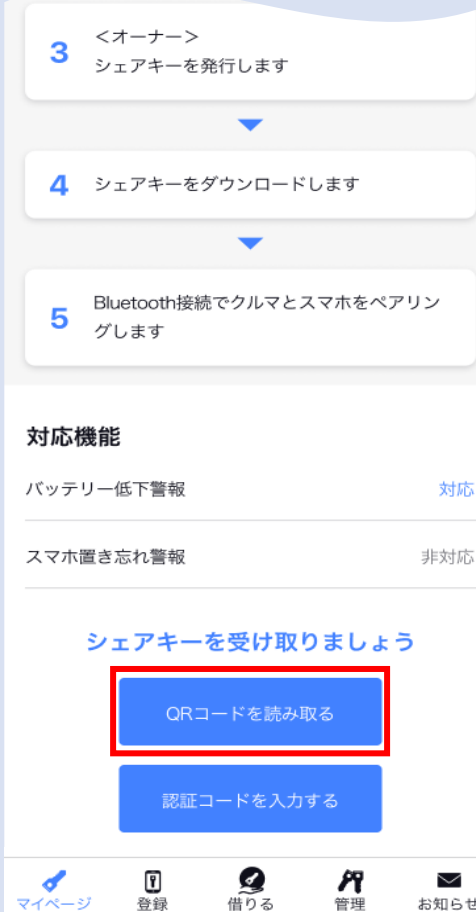 3
<オーナー>
シェアキーを発行します
4
シェアキーをダウンロードします
5
Bluetooth接続でクルマとスマホをペアリン
グします
対応機能
バッテリー低下警報 対応
スマホ置き忘れ警報 非対応
シェアキーを受け取りましょう
QRコードを読み取る
認証コードを入力する
マイページ 登録 借りる 管理 お知らせ